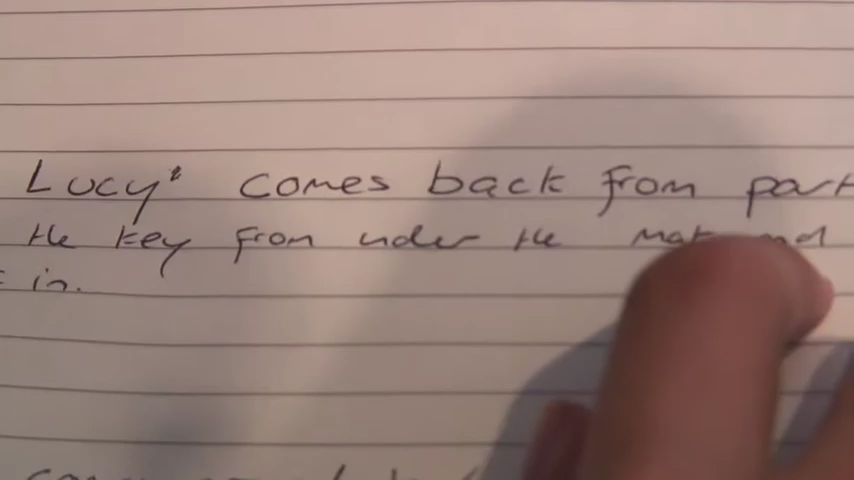 Lucy' comes back from part
the key from under the mat and
in.